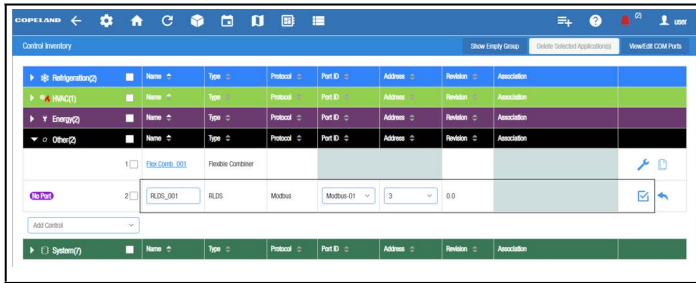 COPELAND (2) user
Control Inventory Show Empty Group Delete Selected Application(s) View/Edit COM Ports
Refrigeration(2) Name Type Protocol Port ID Address Revision Association
HVAC(1) Name Type Protocol Port ID Address Revision Association
Energy(2) Name Type Protocol Port ID Address Revision Association
Other(2) Name Type Protocol Port ID Address Revision Association
1 Flex Comb_001 Flexible Combiner
No Port 2 RLDS_001 RLDS Modbus Modbus-01 3 0.0
Add Control
System(7) Name Type Protocol Port ID Address Revision Association